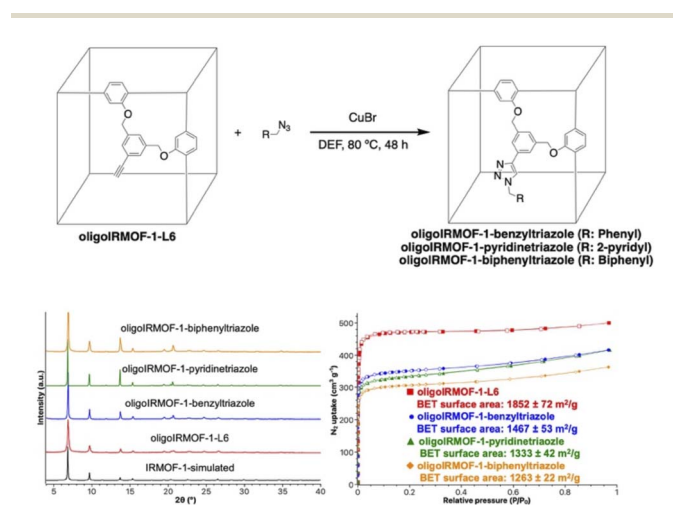 O
O
+
R
N3
CuBr
DEF, 80 °C, 48 h
O
O
N
N
N
R
oligoIRMOF-1-L6
oligoIRMOF-1-benzyltriazole (R: Phenyl)
oligoIRMOF-1-pyridinetriazole (R: 2-pyridyl)
oligoIRMOF-1-biphenyltriazole (R: Biphenyl)
Intensity (a.u.)
oligoIRMOF-1-biphenyltriazole
oligoIRMOF-1-pyridinetriazole
oligoIRMOF-1-benzyltriazole
oligoIRMOF-1-L6
IRMOF-1-simulated
5 10 15 20 25 30 35 40
2θ (°)
N2 uptake (cm3 g-1)
500
400
300
200
100
0
oligoIRMOF-1-L6
BET surface area: 1852 ± 72 m2/g
oligoIRMOF-1-benzyltriazole
BET surface area: 1467 ± 53 m2/g
oligoIRMOF-1-pyridinetriaozle
BET surface area: 1333 ± 42 m2/g
oligoIRMOF-1-biphenyltriazole
BET surface area: 1263 ± 22 m2/g
0 0.2 0.4 0.6 0.8 1
Relative pressure (P/P0)